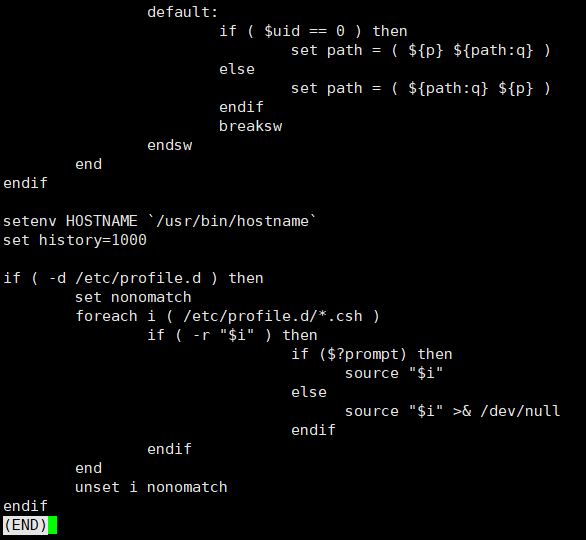 default:
                        if ( $uid == 0 ) then
                                set path = ( ${p} ${path:q} )
                        else
                                set path = ( ${path:q} ${p} )
                        endif
                        breaksw
                endsw
        end
endif

setenv HOSTNAME `/usr/bin/hostname`
set history=1000

if ( -d /etc/profile.d ) then
        set nonomatch
        foreach i ( /etc/profile.d/*.csh )
                if ( -r "$i" ) then
                                if ($?prompt) then
                                      source "$i"
                                else
                                      source "$i" >& /dev/null
                                endif
                endif
        end
        unset i nonomatch
endif
(END)